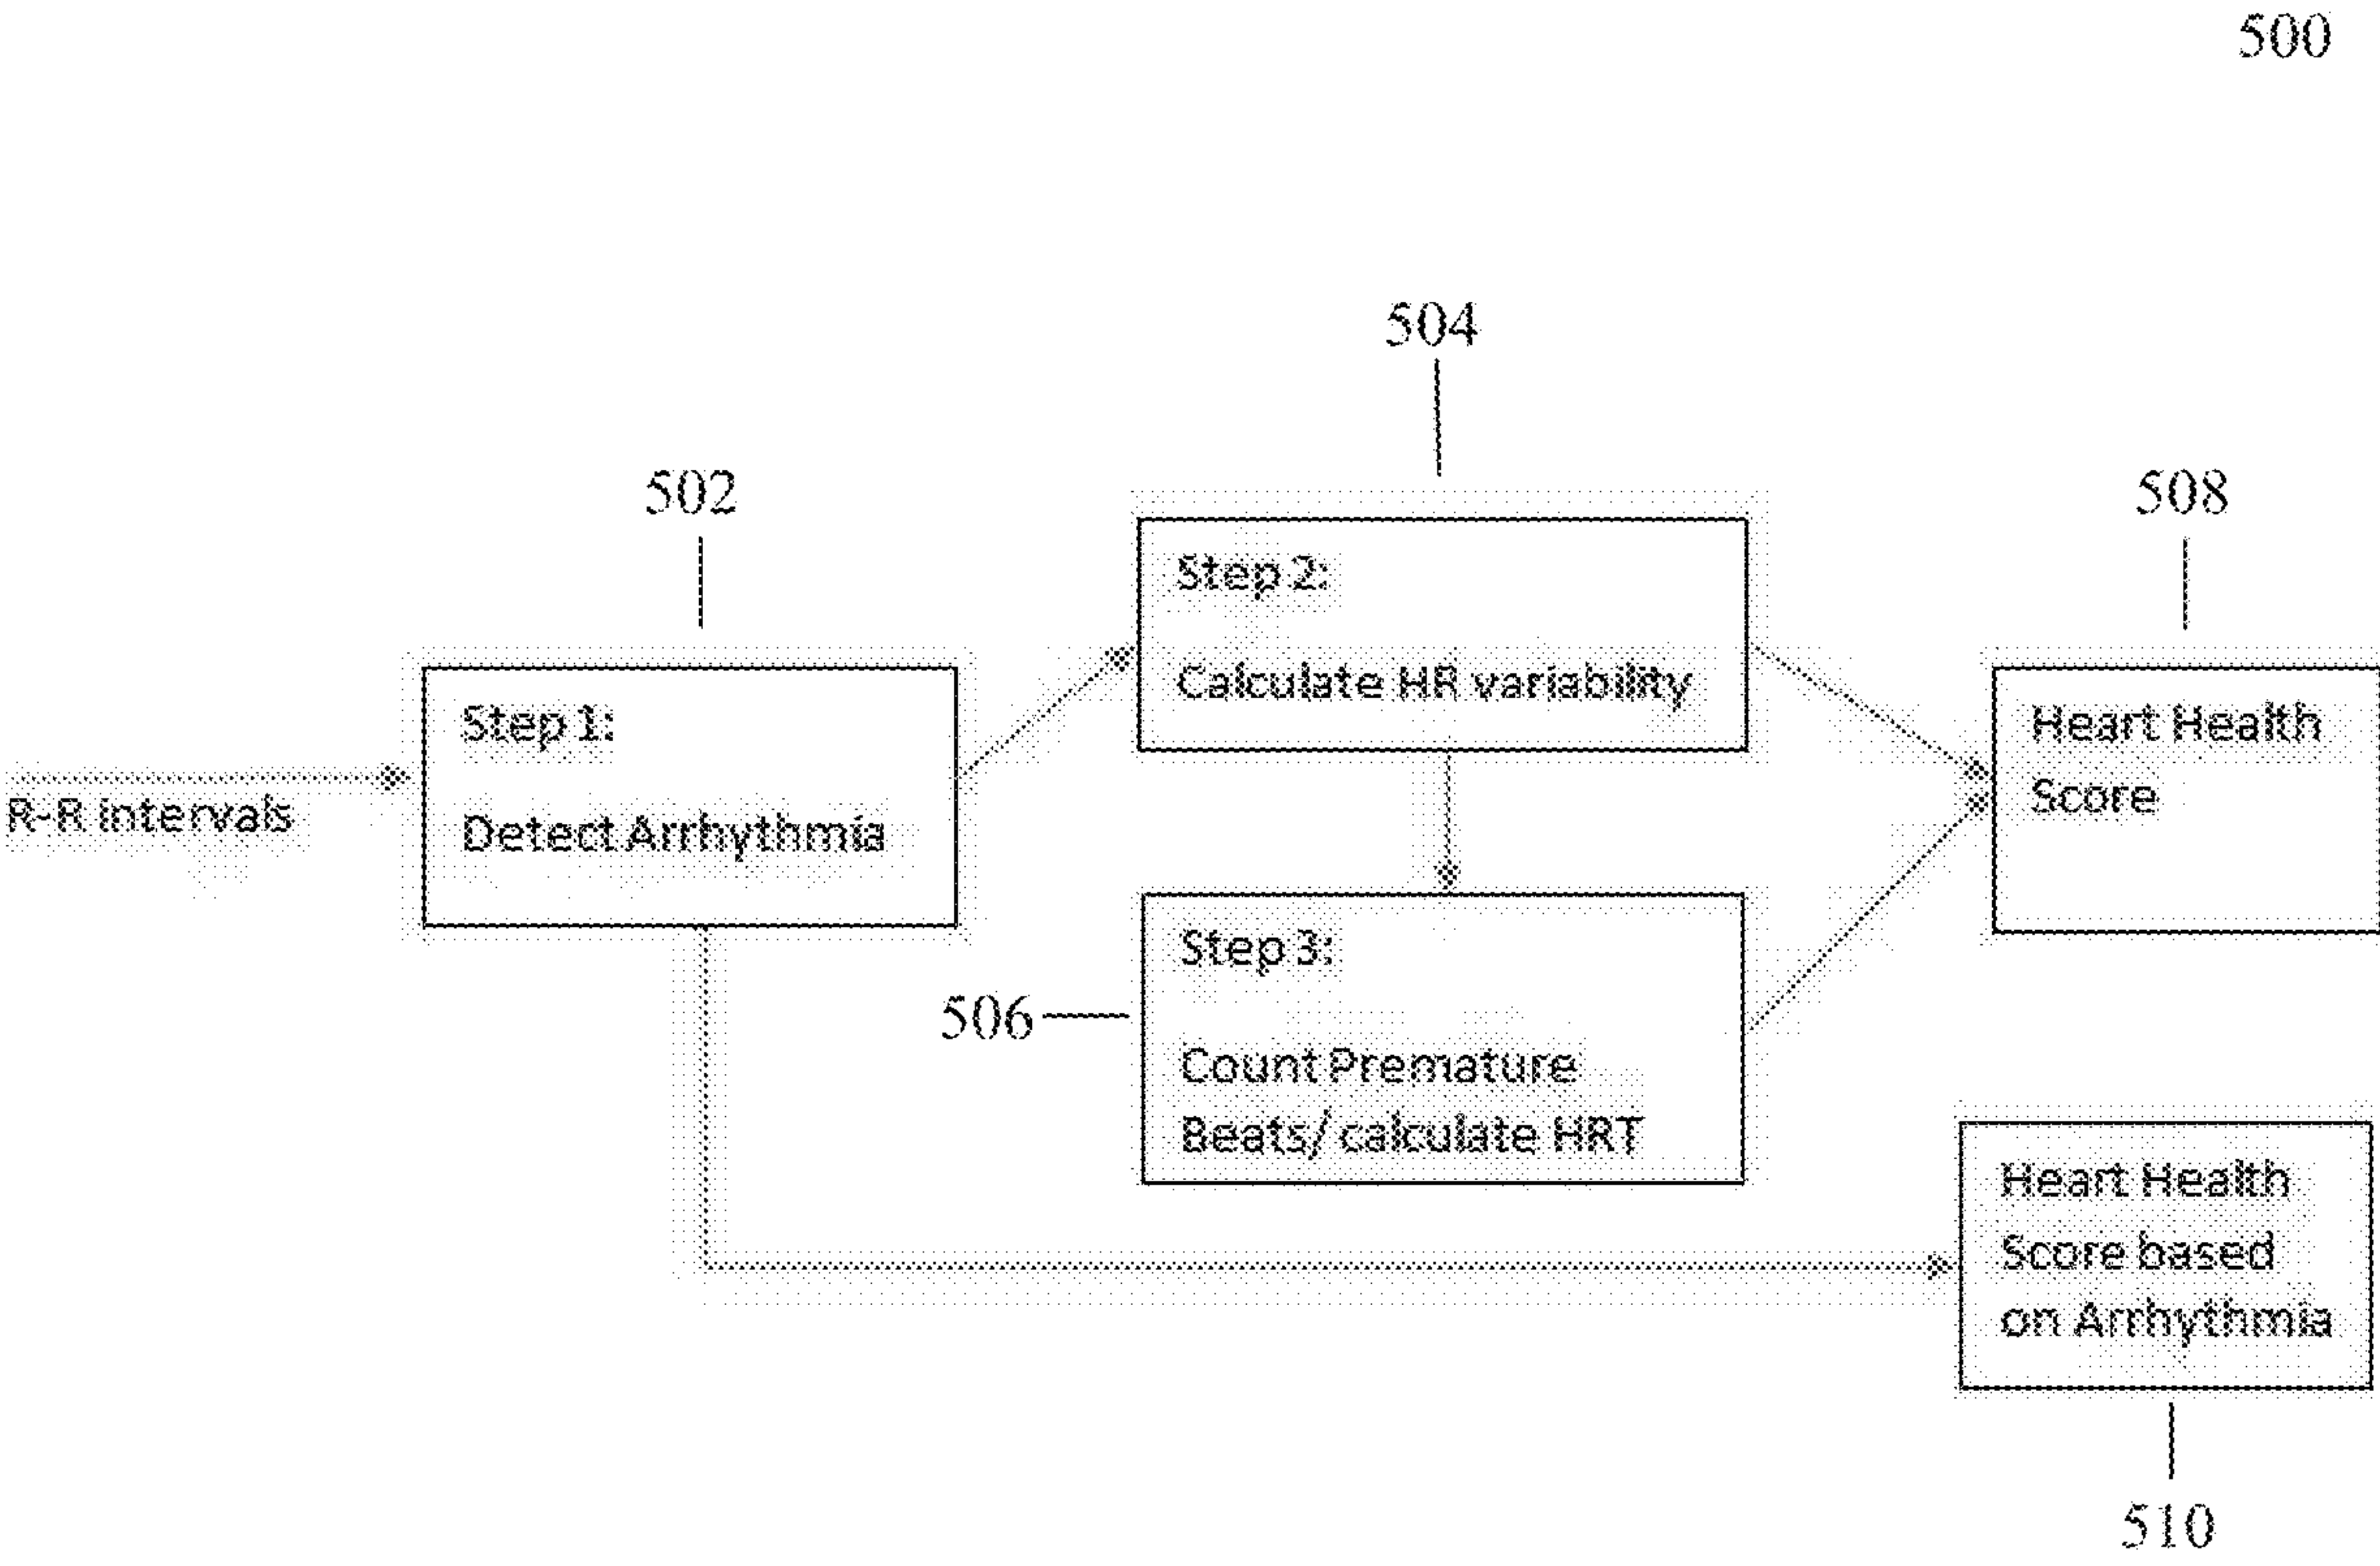 500
504
502
508
Step 2:
Calculate HR variability
Step 1:
Detect Arrhythmia
Heart Health
Score
R-R intervals
Step 3:
506
Count Premature
Beats/ calculate HRT
Heart Health
Score based
on Arrhythmia
510